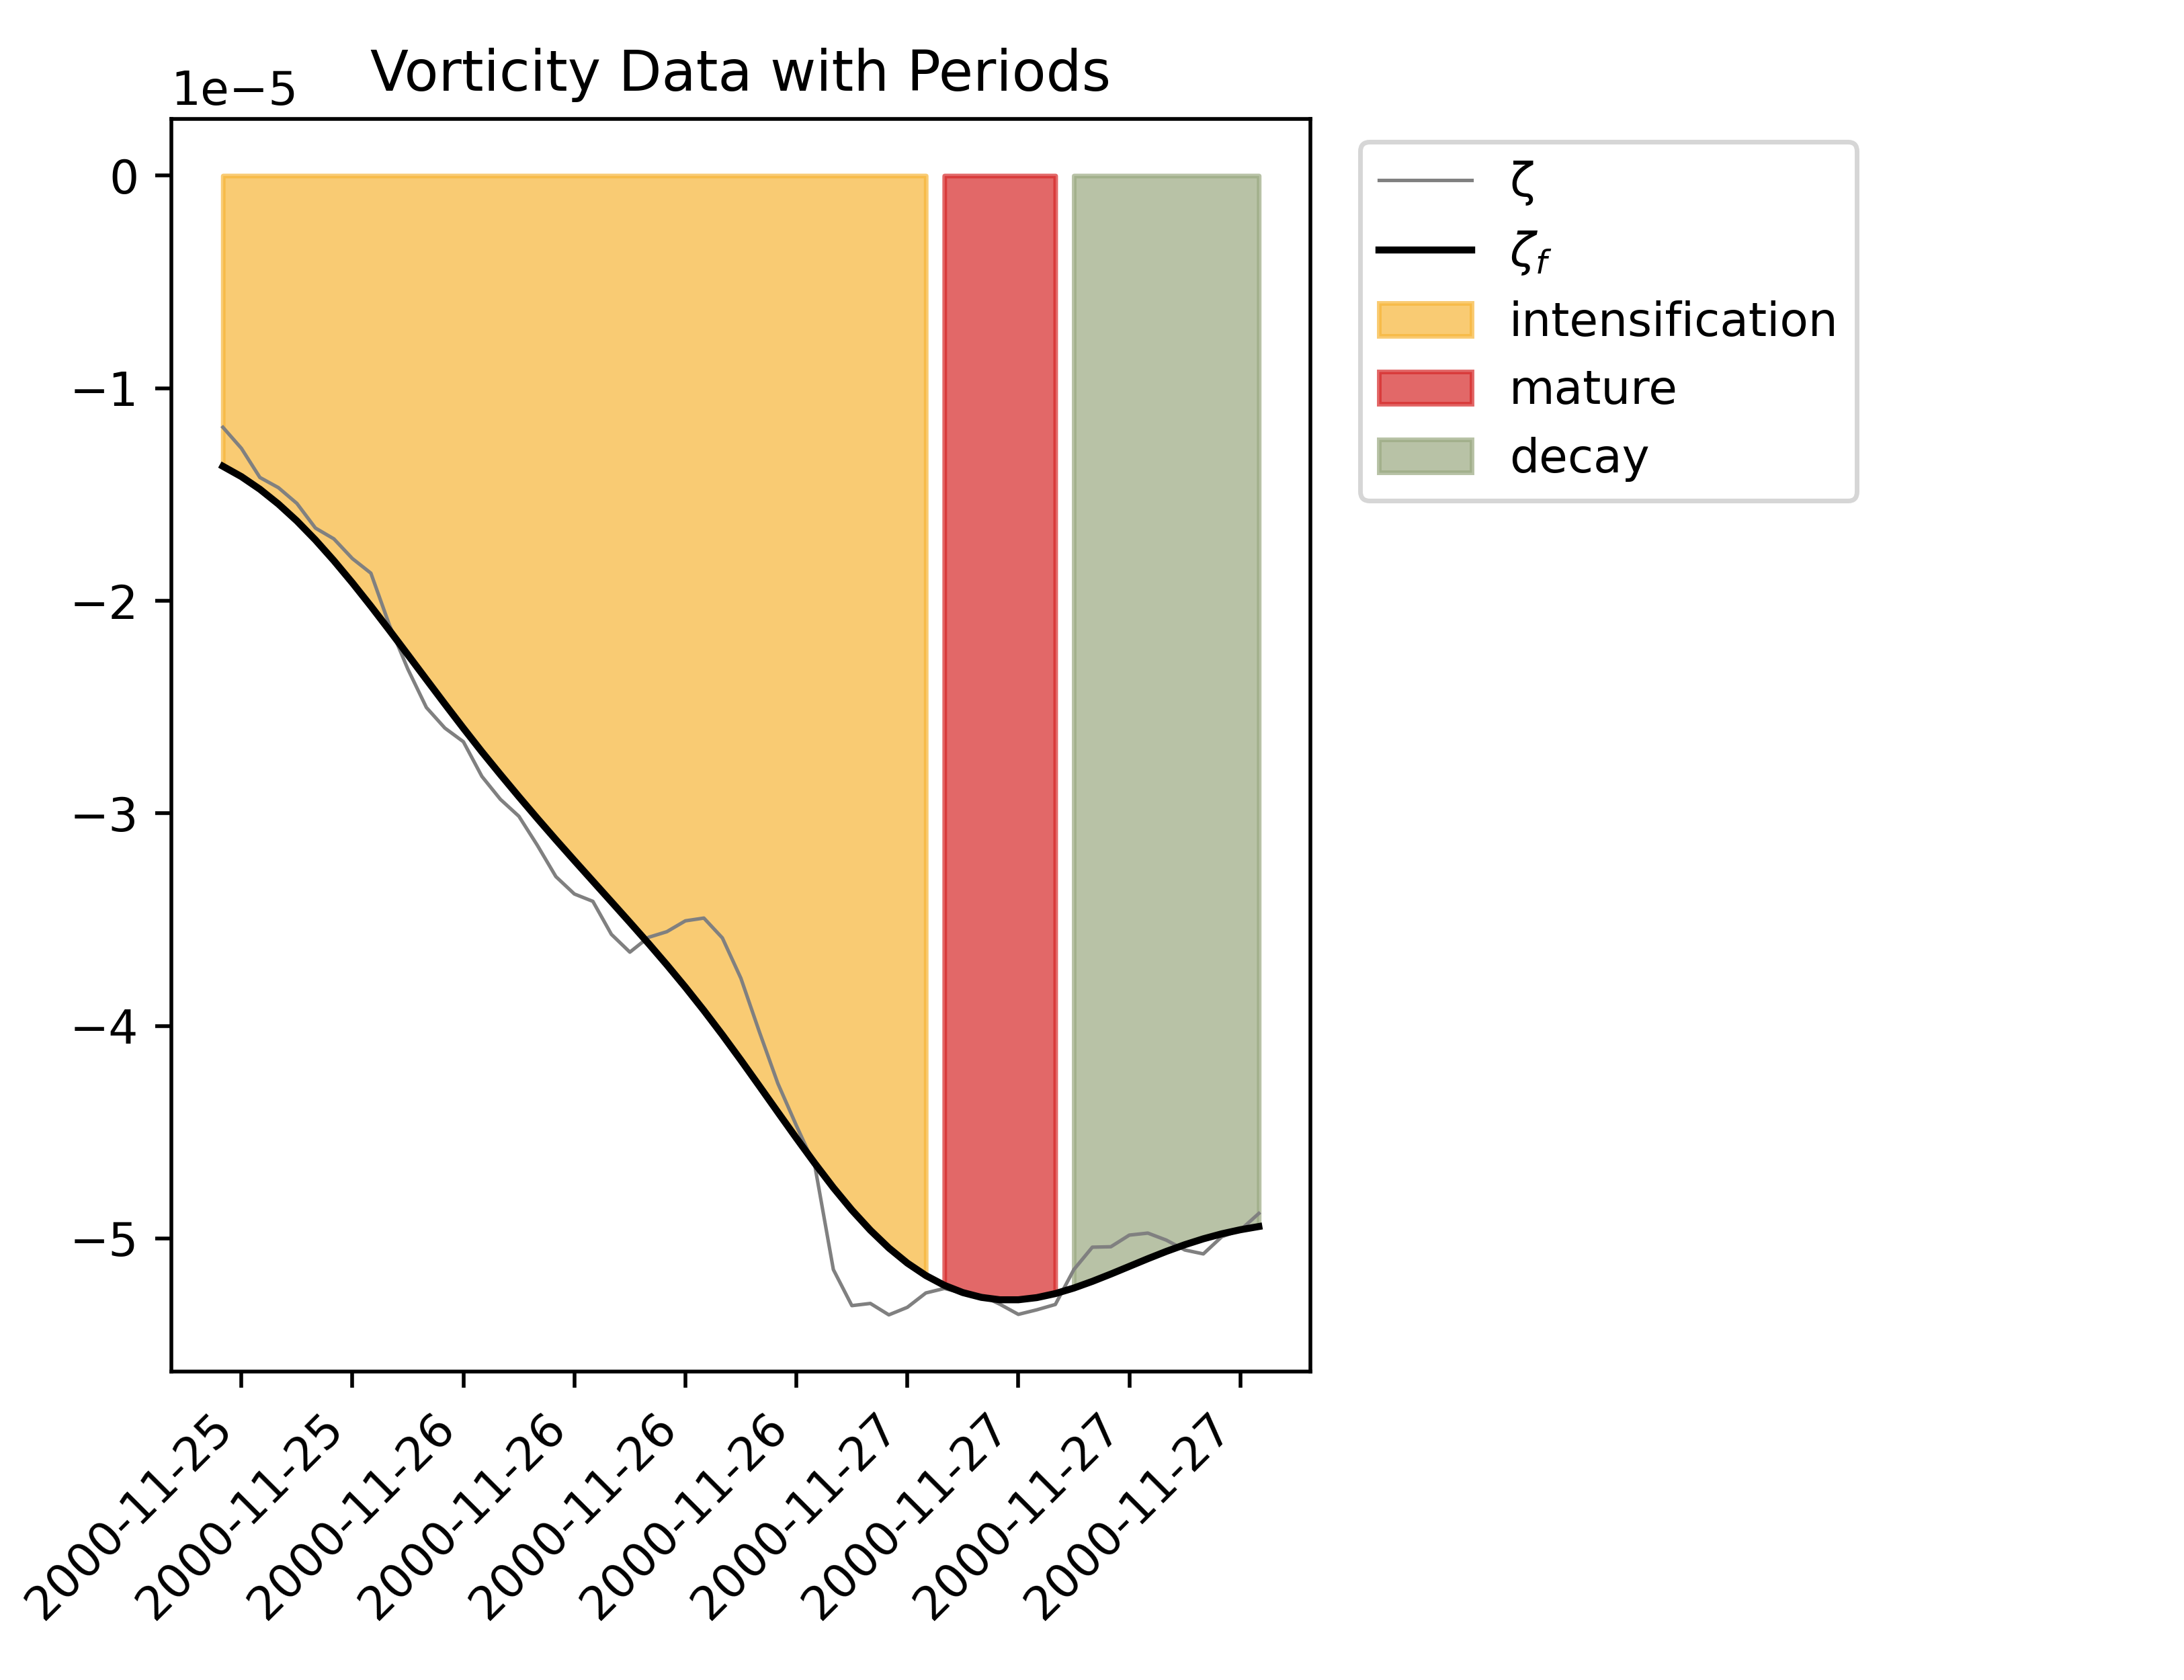 Vorticity Data with Periods
1e−5
0
−1
−2
−3
−4
−5
2000-11-25
2000-11-25
2000-11-26
2000-11-26
2000-11-26
2000-11-26
2000-11-27
2000-11-27
2000-11-27
2000-11-27
ζ
ζf
intensification
mature
decay